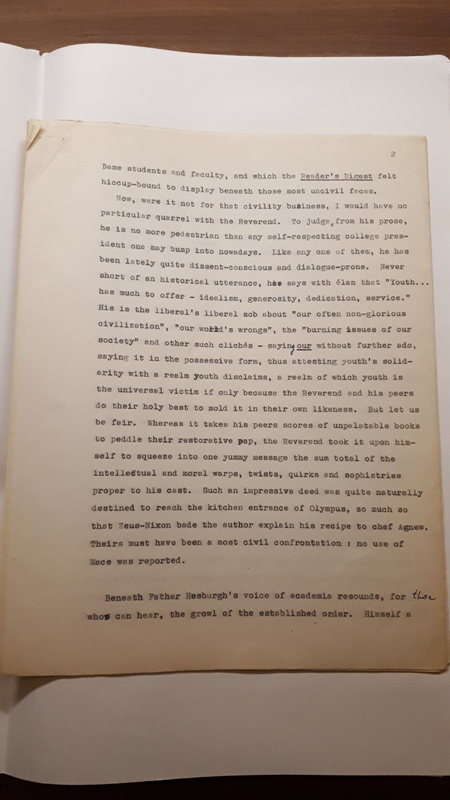 2
Dame students and faculty, and which the Reader's Digest felt
hiccup-bound to display beneath those most uncivil faces.
Now, were it not for that civility business, I would have no
particular quarrel with the Reverend. To judge, from his prose,
he is no more pedestrian than any self-respecting college pres-
ident one may bump into nowadays. Like any one of them, he has
been lately quite dissent-conscious and dialogue-prone. Never
short of an historical utterance, he says with élan that "Youth...
has much to offer - idealism, generosity, dedication, service."
His is the liberal's liberal sob about "our often non-glorious
civilization", "our world's wrongs", the "burning issues of our
society" and other such clichés - saying our without further ado,
saying it in the possessive form, thus attesting youth's solid-
arity with a realm youth disclaims, a realm of which youth is
the universal victim if only because the Reverend and his peers
do their holy best to mold it in their own likeness. But let us
be fair. Whereas it takes his peers scores of unpalatable books
to peddle their restorative pap, the Reverend took it upon him-
self to squeeze into one yummy message the sum total of the
intellectual and moral warps, twists, quirks and sophistries
proper to his cast. Such an impressive deed was quite naturally
destined to reach the kitchen entrance of Olympus, so much so
that Zeus-Nixon bade the author explain his recipe to chef Agnew.
Theirs must have been a most civil confrontation : no use of
Mace was reported.
Beneath Father Hesburgh's voice of academia resounds, for those
who can hear, the growl of the established order. Himself a